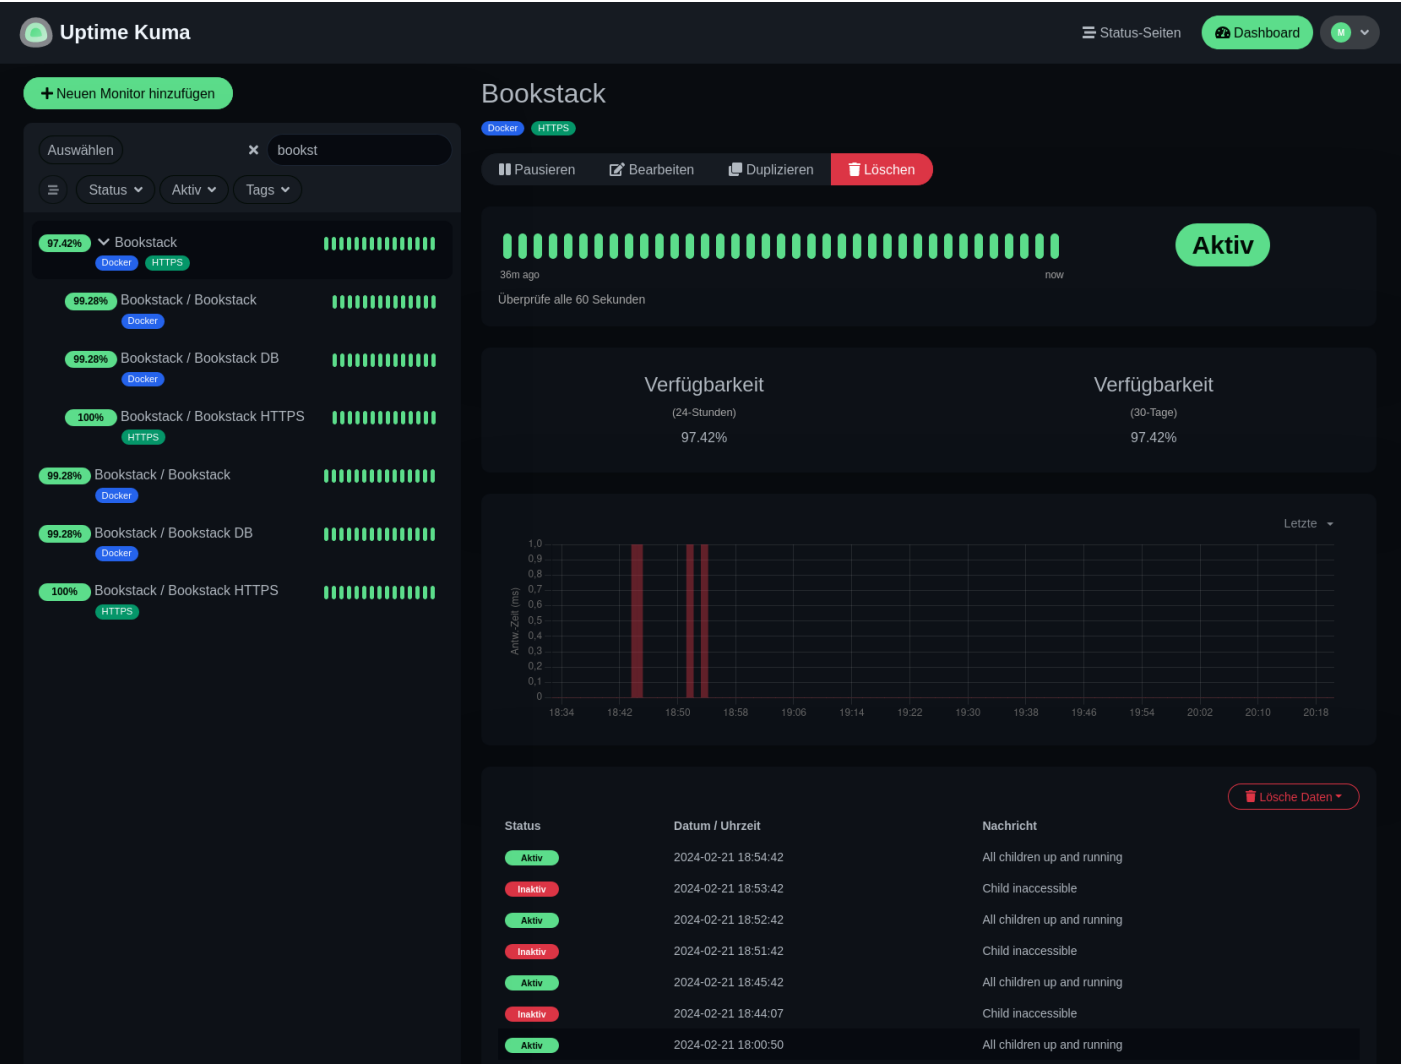 Uptime Kuma
Status-Seiten Dashboard M
Neuen Monitor hinzufügen
Auswählen bookst
Status Aktiv Tags
97.42% Bookstack
Docker HTTPS
99.28% Bookstack / Bookstack
Docker
99.28% Bookstack / Bookstack DB
Docker
100% Bookstack / Bookstack HTTPS
HTTPS
99.28% Bookstack / Bookstack
Docker
99.28% Bookstack / Bookstack DB
Docker
100% Bookstack / Bookstack HTTPS
HTTPS
Bookstack
Docker HTTPS
Pausieren Bearbeiten Duplizieren Löschen
Aktiv
36m ago now
Überprüfe alle 60 Sekunden
Verfügbarkeit
(24-Stunden)
97.42%
Verfügbarkeit
(30-Tage)
97.42%
Letzte
Antw.-Zeit (ms)
1,0
0,9
0,8
0,7
0,6
0,5
0,4
0,3
0,2
0,1
0
18:34 18:42 18:50 18:58 19:06 19:14 19:22 19:30 19:38 19:46 19:54 20:02 20:10 20:18
Lösche Daten
Status Datum / Uhrzeit Nachricht
Aktiv 2024-02-21 18:54:42 All children up and running
Inaktiv 2024-02-21 18:53:42 Child inaccessible
Aktiv 2024-02-21 18:52:42 All children up and running
Inaktiv 2024-02-21 18:51:42 Child inaccessible
Aktiv 2024-02-21 18:45:42 All children up and running
Inaktiv 2024-02-21 18:44:07 Child inaccessible
Aktiv 2024-02-21 18:00:50 All children up and running